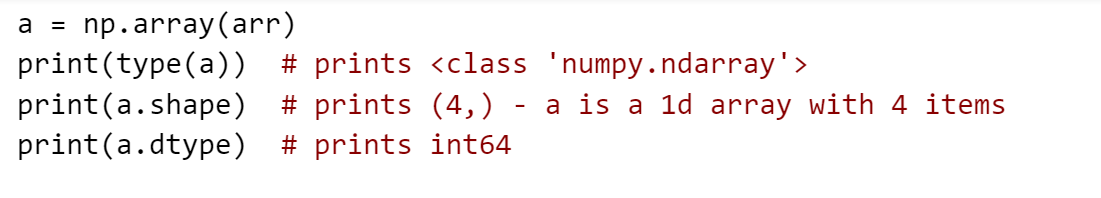 a = np.array(arr)
print(type(a))  # prints <class 'numpy.ndarray'>
print(a.shape)  # prints (4,) - a is a 1d array with 4 items
print(a.dtype)  # prints int64